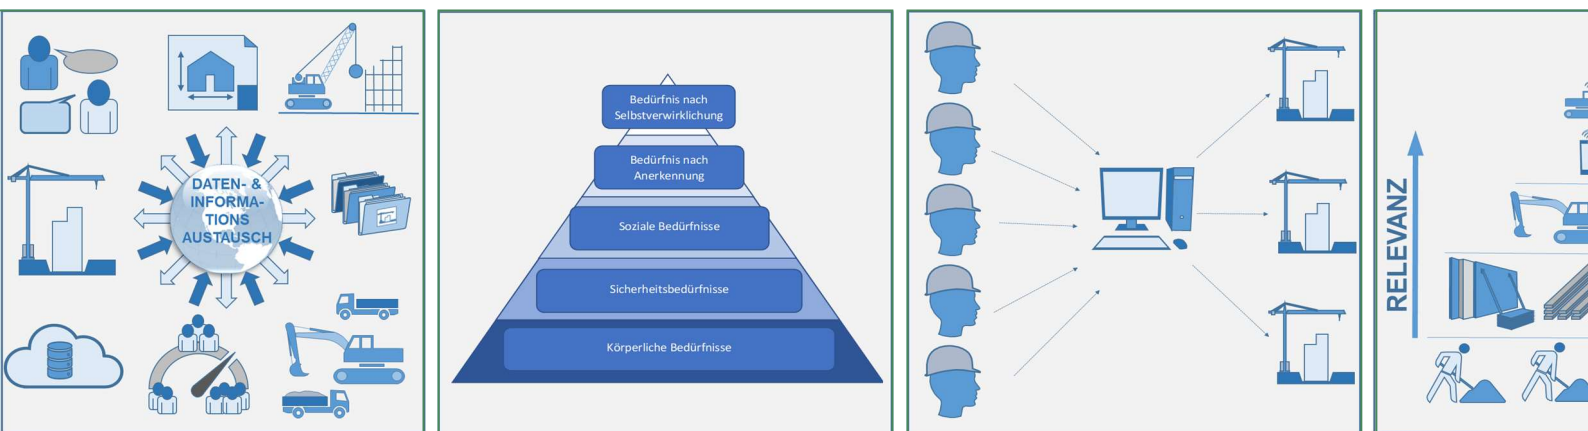 DATEN- &
INFORMA-
TIONS
AUSTAUSCH
Bedürfnis nach
Selbstverwirklichung
Bedürfnis nach
Anerkennung
Soziale Bedürfnisse
Sicherheitsbedürfnisse
Körperliche Bedürfnisse
RELEVANZ